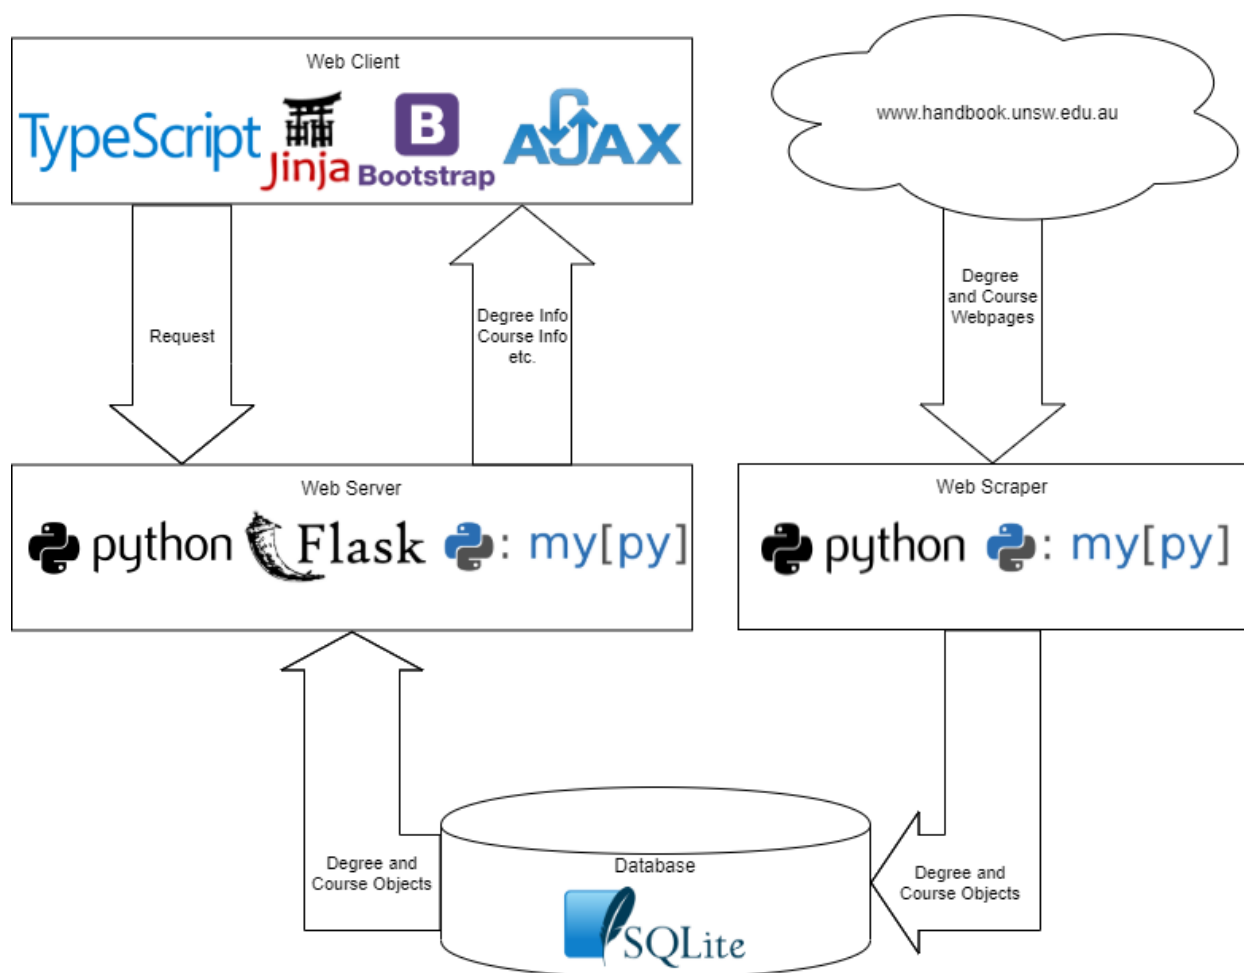 Web Client
TypeScript
Jinja
B
Bootstrap
AJAX
www.handbook.unsw.edu.au
Request
Degree Info
Course Info
etc.
Degree
and Course
Webpages
Web Server
python
Flask
: my[py]
Web Scraper
python
: my[py]
Degree and
Course Objects
Database
SQLite
Degree and
Course Objects